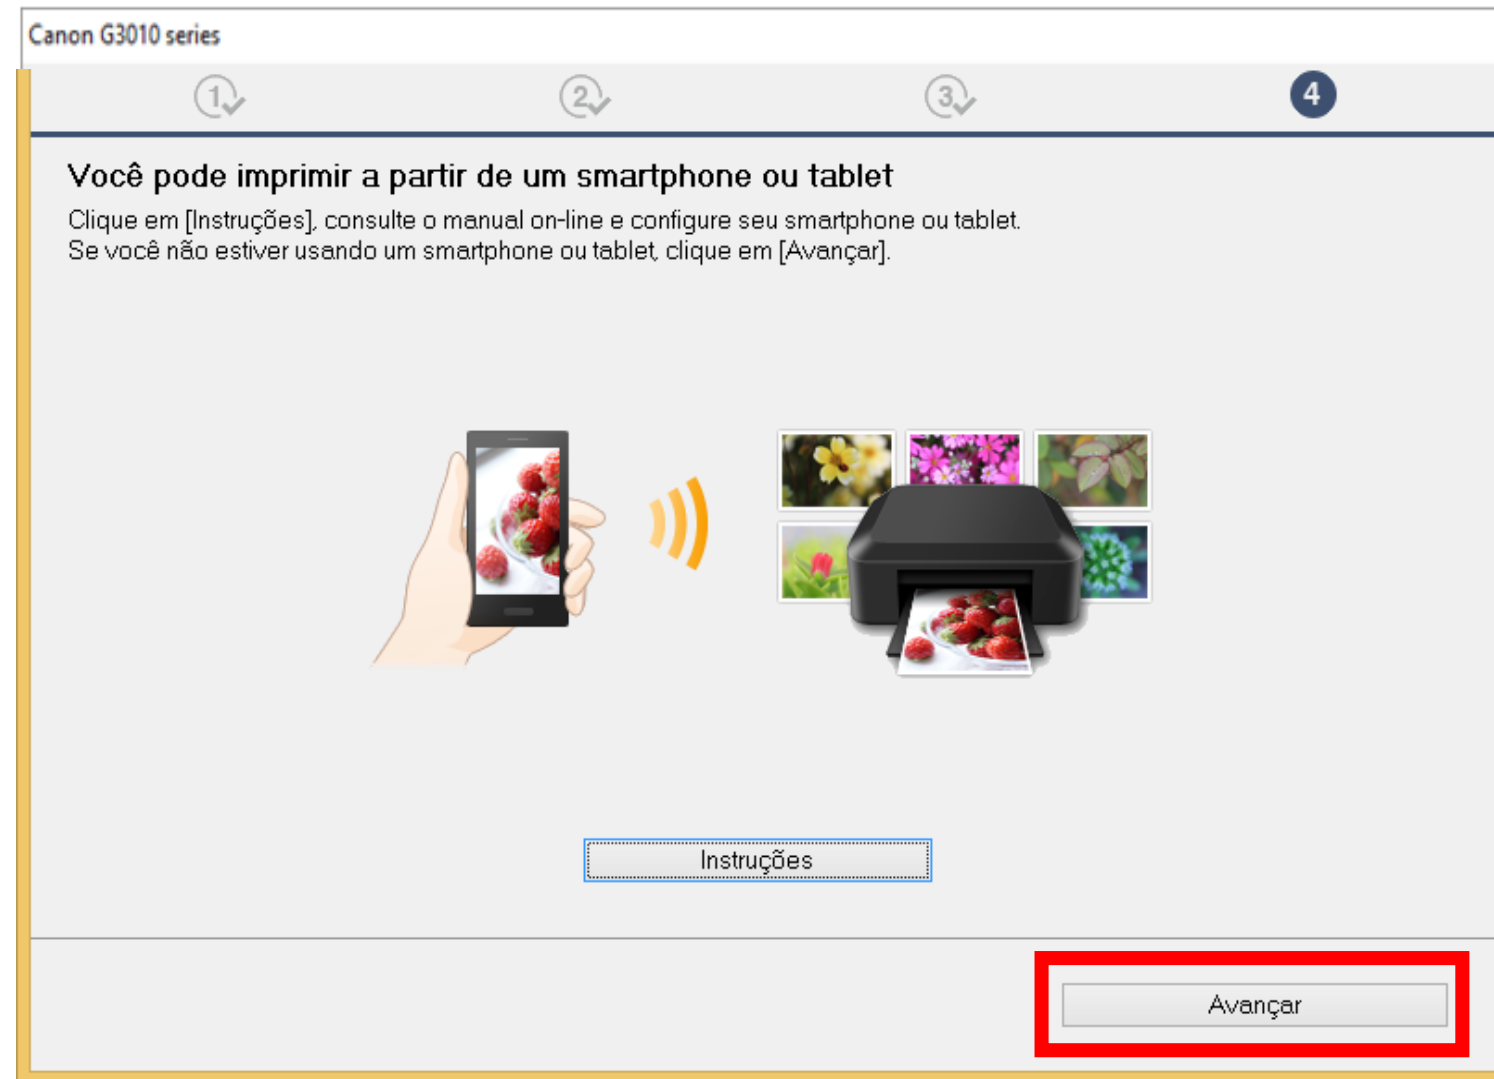 Canon G3010 series
1 2 3 4
Você pode imprimir a partir de um smartphone ou tablet
Clique em [Instruções], consulte o manual on-line e configure seu smartphone ou tablet.
Se você não estiver usando um smartphone ou tablet, clique em [Avançar].
Instruções
Avançar